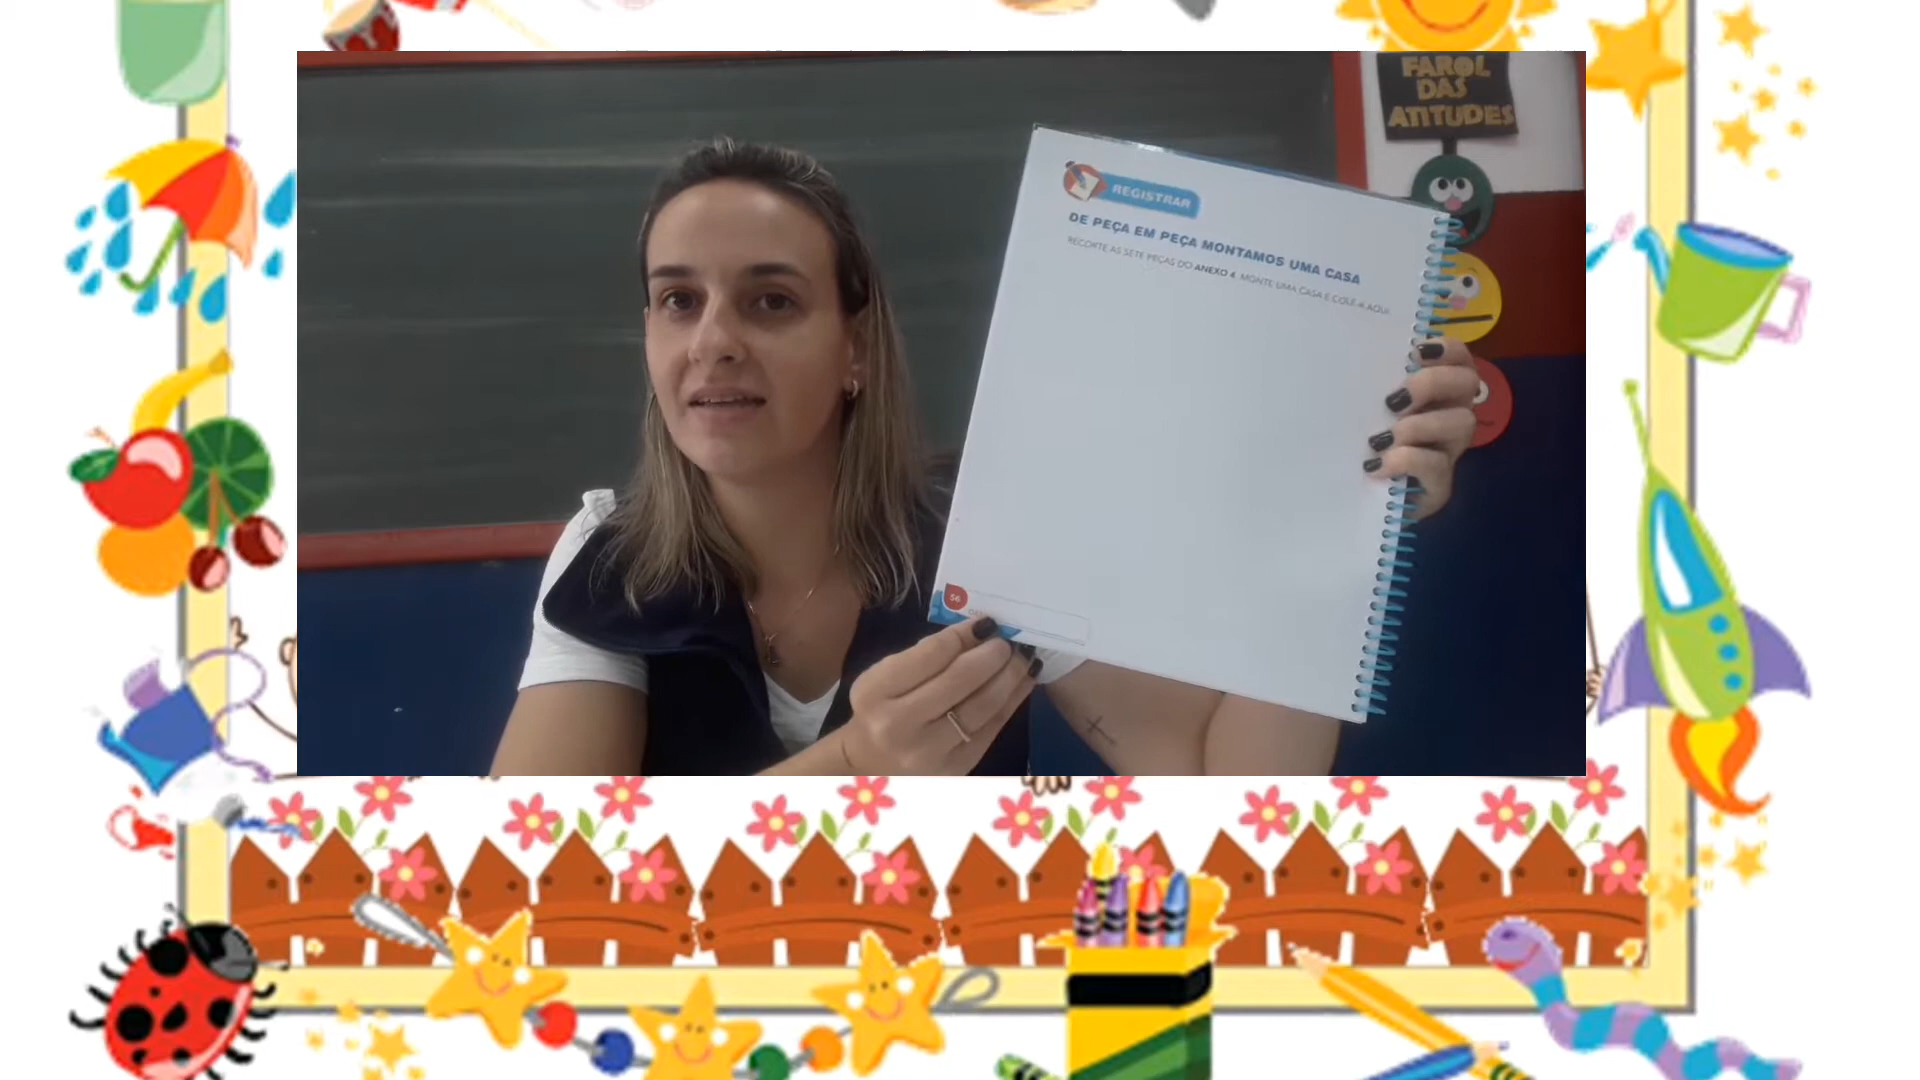 FAROL
DAS
ATITUDES
REGISTRAR
DE PEÇA EM PEÇA MONTAMOS UMA CASA
RECORTE AS SETE PEÇAS DO ANEXO 4. MONTE UMA CASA E COLE-A AQUI.
56